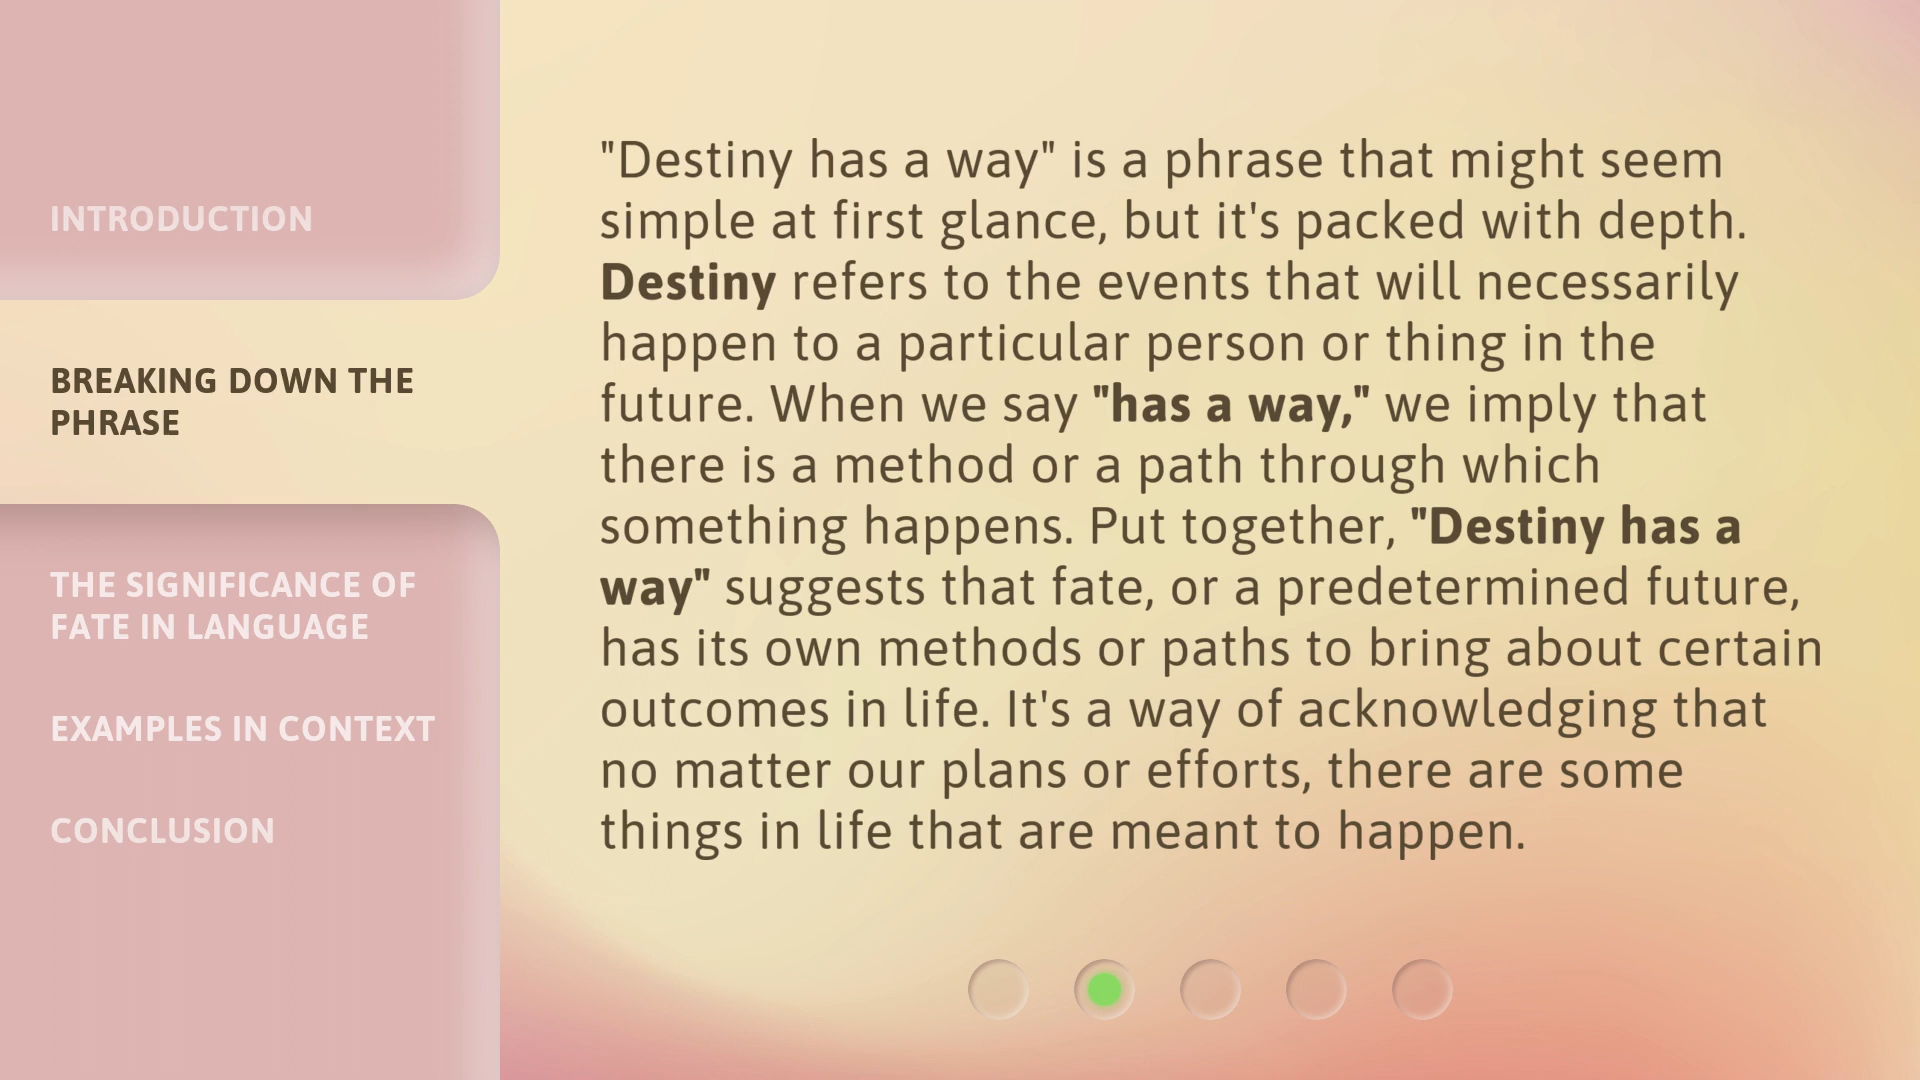 INTRODUCTION
BREAKING DOWN THE
PHRASE
THE SIGNIFICANCE OF
FATE IN LANGUAGE
EXAMPLES IN CONTEXT
CONCLUSION
"Destiny has a way" is a phrase that might seem
simple at first glance, but it's packed with depth.
Destiny refers to the events that will necessarily
happen to a particular person or thing in the
future. When we say "has a way," we imply that
there is a method or a path through which
something happens. Put together, "Destiny has a
way" suggests that fate, or a predetermined future,
has its own methods or paths to bring about certain
outcomes in life. It's a way of acknowledging that
no matter our plans or efforts, there are some
things in life that are meant to happen.